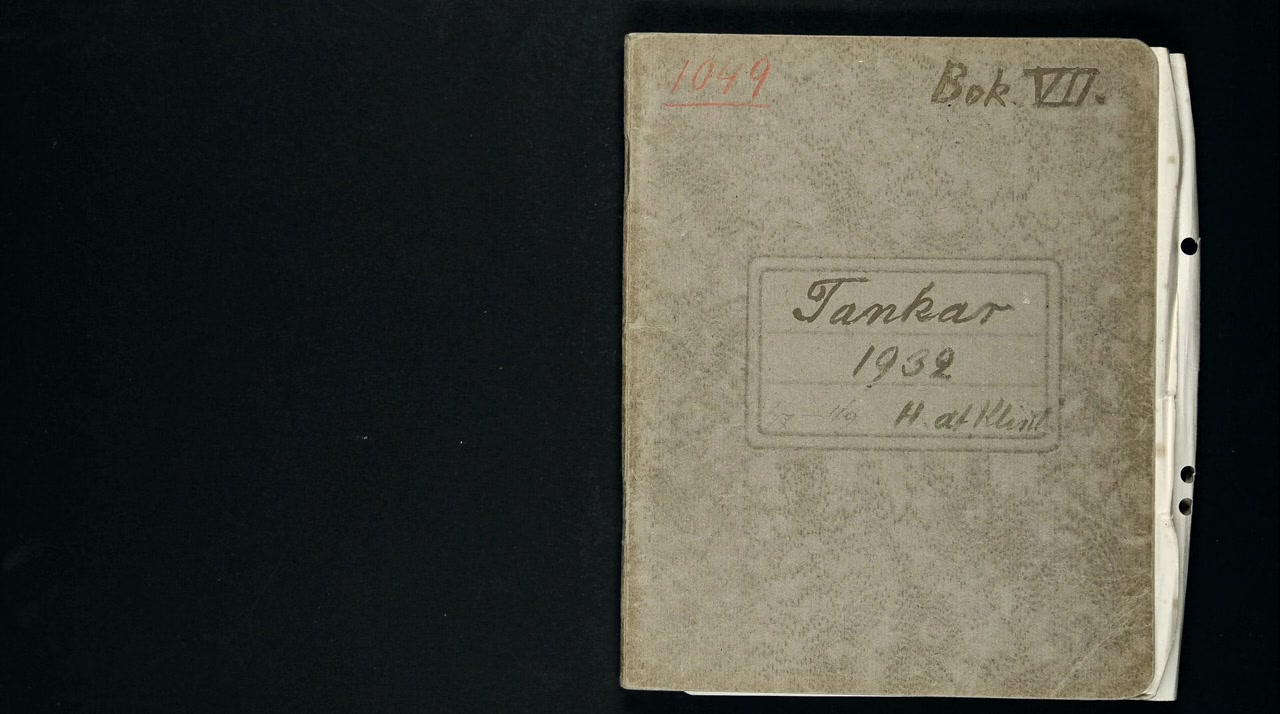 1049
Bok VII.
Tankar
1932
H. af Klint